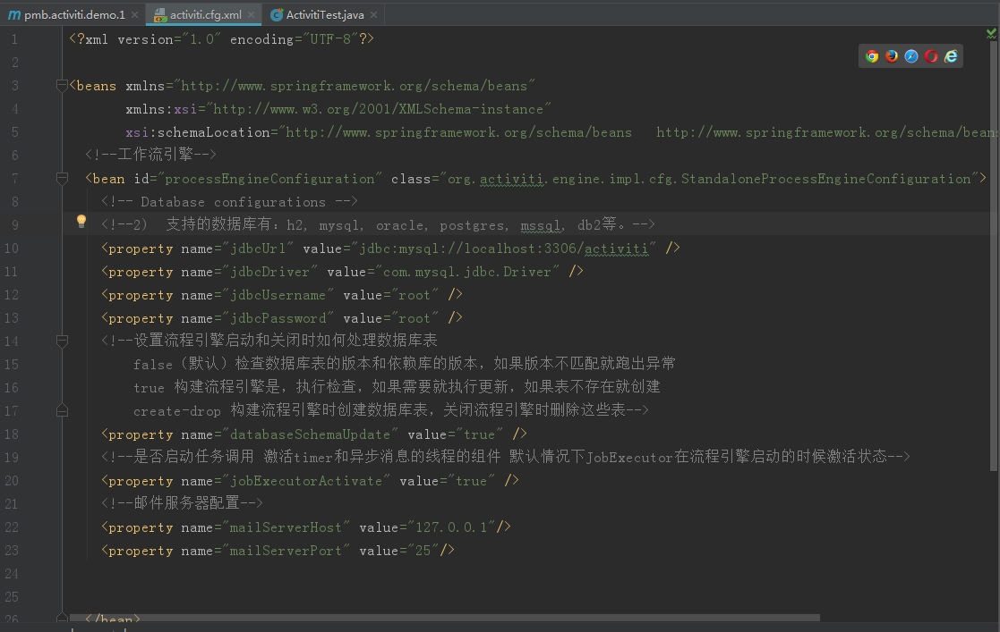 pmb.activiti.demo.1 activiti.cfg.xml ActivitiTest.java
1 <?xml version="1.0" encoding="UTF-8"?>
2
3 <beans xmlns="http://www.springframework.org/schema/beans"
4 xmlns:xsi="http://www.w3.org/2001/XMLSchema-instance"
5 xsi:schemaLocation="http://www.springframework.org/schema/beans http://www.springframework.org/schema/bean
6 <!--工作流引擎-->
7 <bean id="processEngineConfiguration" class="org.activiti.engine.impl.cfg.StandaloneProcessEngineConfiguration">
8 <!-- Database configurations -->
9 <!--2) 支持的数据库有：h2, mysql, oracle, postgres, mssql, db2等。-->
10 <property name="jdbcUrl" value="jdbc:mysql://localhost:3306/activiti" />
11 <property name="jdbcDriver" value="com.mysql.jdbc.Driver" />
12 <property name="jdbcUsername" value="root" />
13 <property name="jdbcPassword" value="root" />
14 <!--设置流程引擎启动和关闭时如何处理数据库表
15 false（默认）检查数据库表的版本和依赖库的版本，如果版本不匹配就跑出异常
16 true 构建流程引擎是，执行检查，如果需要就执行更新，如果表不存在就创建
17 create-drop 构建流程引擎时创建数据库表，关闭流程引擎时删除这些表-->
18 <property name="databaseSchemaUpdate" value="true" />
19 <!--是否启动任务调用 激活timer和异步消息的线程的组件 默认情况下JobExecutor在流程引擎启动的时候激活状态-->
20 <property name="jobExecutorActivate" value="true" />
21 <!--邮件服务器配置-->
22 <property name="mailServerHost" value="127.0.0.1"/>
23 <property name="mailServerPort" value="25"/>
24
25
26 </bean>